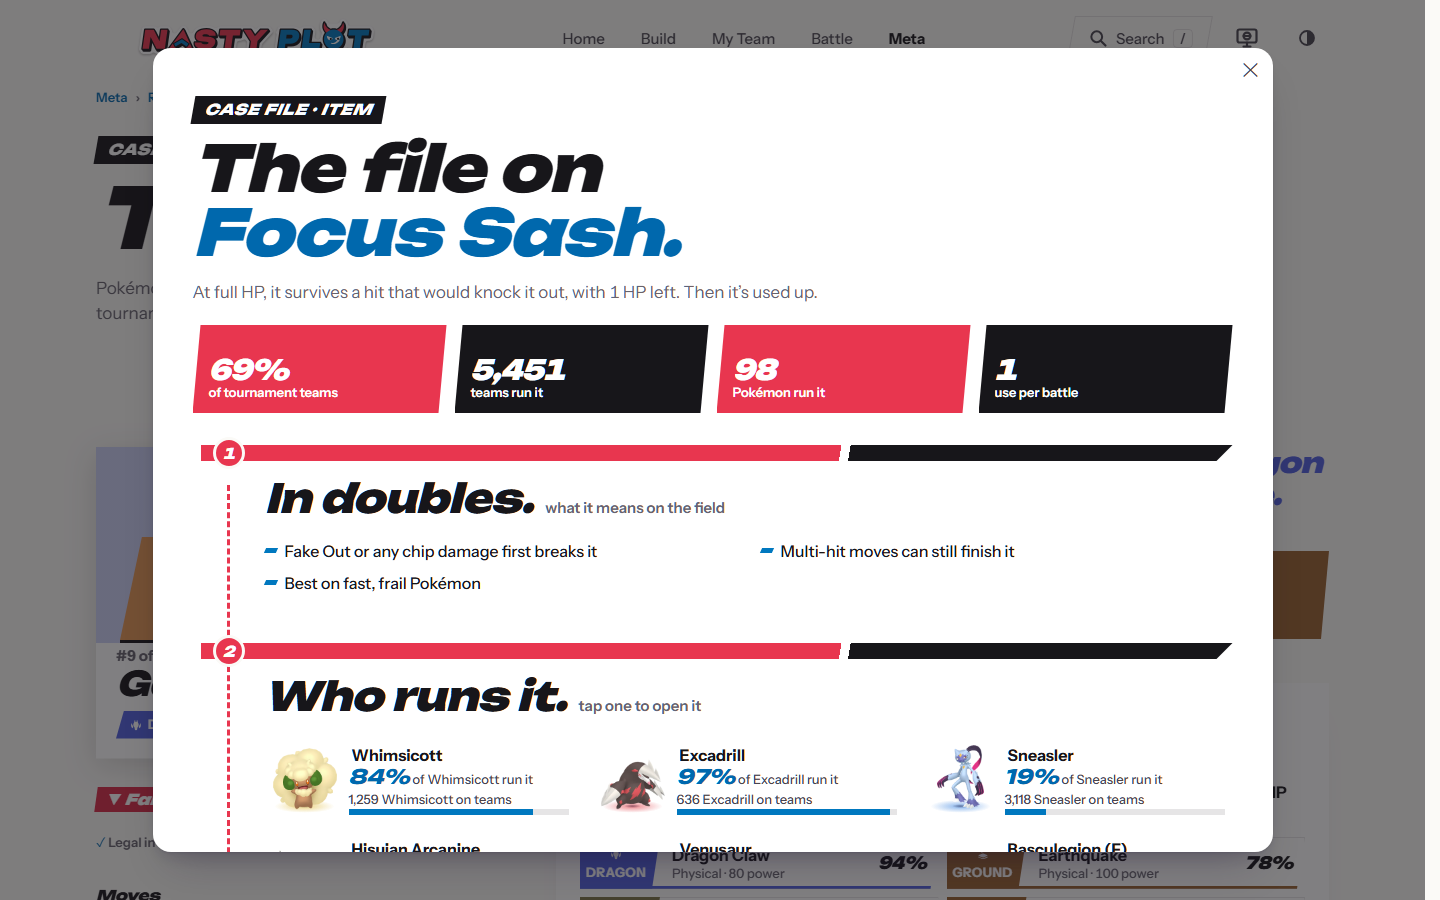 NASTY PLOT
Home
Build
My Team
Battle
Meta
Search
/
Meta
›
Pokém
tournam
#9 of
Legal in
Moves
gon
HP
CASE FILE · ITEM
The file on
Focus Sash.
At full HP, it survives a hit that would knock it out, with 1 HP left. Then it's used up.
69%
of tournament teams
5,451
teams run it
98
Pokémon run it
1
use per battle
1
In doubles. what it means on the field
Fake Out or any chip damage first breaks it
Multi-hit moves can still finish it
Best on fast, frail Pokémon
2
Who runs it. tap one to open it
Whimsicott
84% of Whimsicott run it
1,259 Whimsicott on teams
Excadrill
97% of Excadrill run it
636 Excadrill on teams
Sneasler
19% of Sneasler run it
3,118 Sneasler on teams
Hisuian Arcanine
Venusaur
Basculegion (F)
DRAGON
Dragon Claw
Physical · 80 power
94%
GROUND
Earthquake
Physical · 100 power
78%